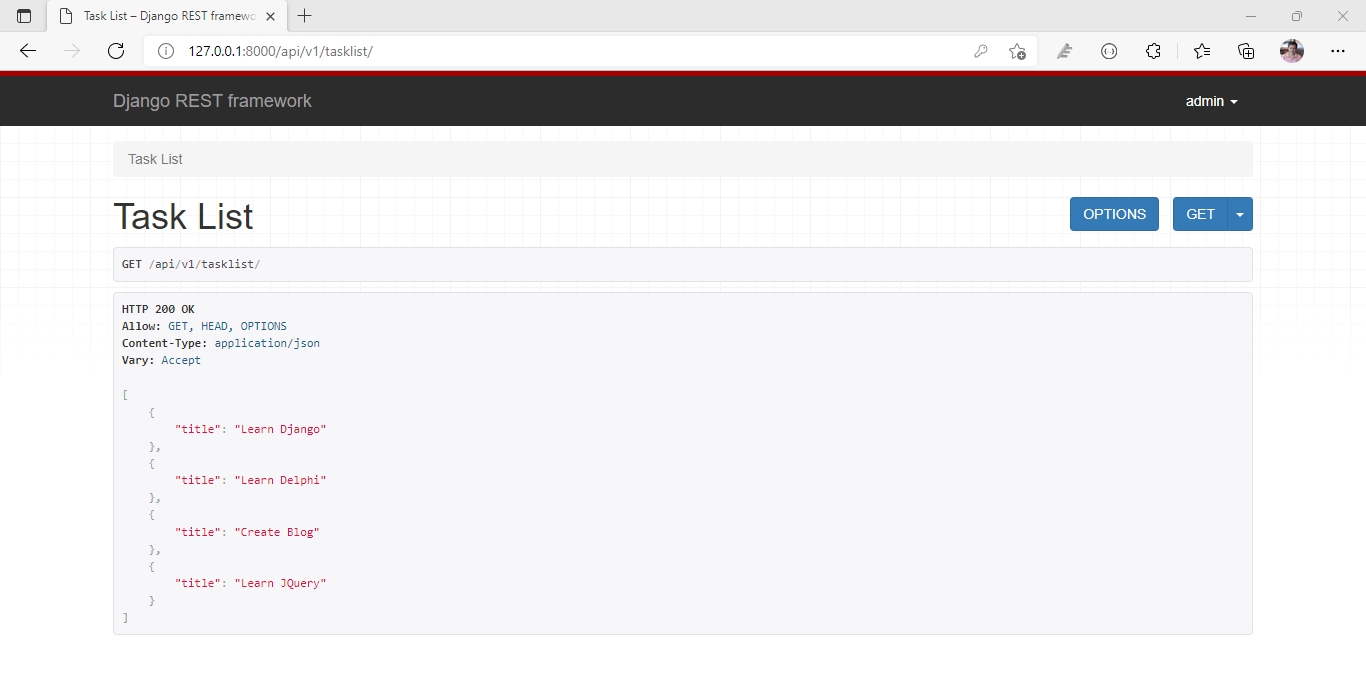 Task List – Django REST framewo
127.0.0.1:8000/api/v1/tasklist/
Django REST framework
admin
Task List
Task List
OPTIONS
GET
GET /api/v1/tasklist/
HTTP 200 OK
Allow: GET, HEAD, OPTIONS
Content-Type: application/json
Vary: Accept
[
{
"title": "Learn Django"
},
{
"title": "Learn Delphi"
},
{
"title": "Create Blog"
},
{
"title": "Learn JQuery"
}
]